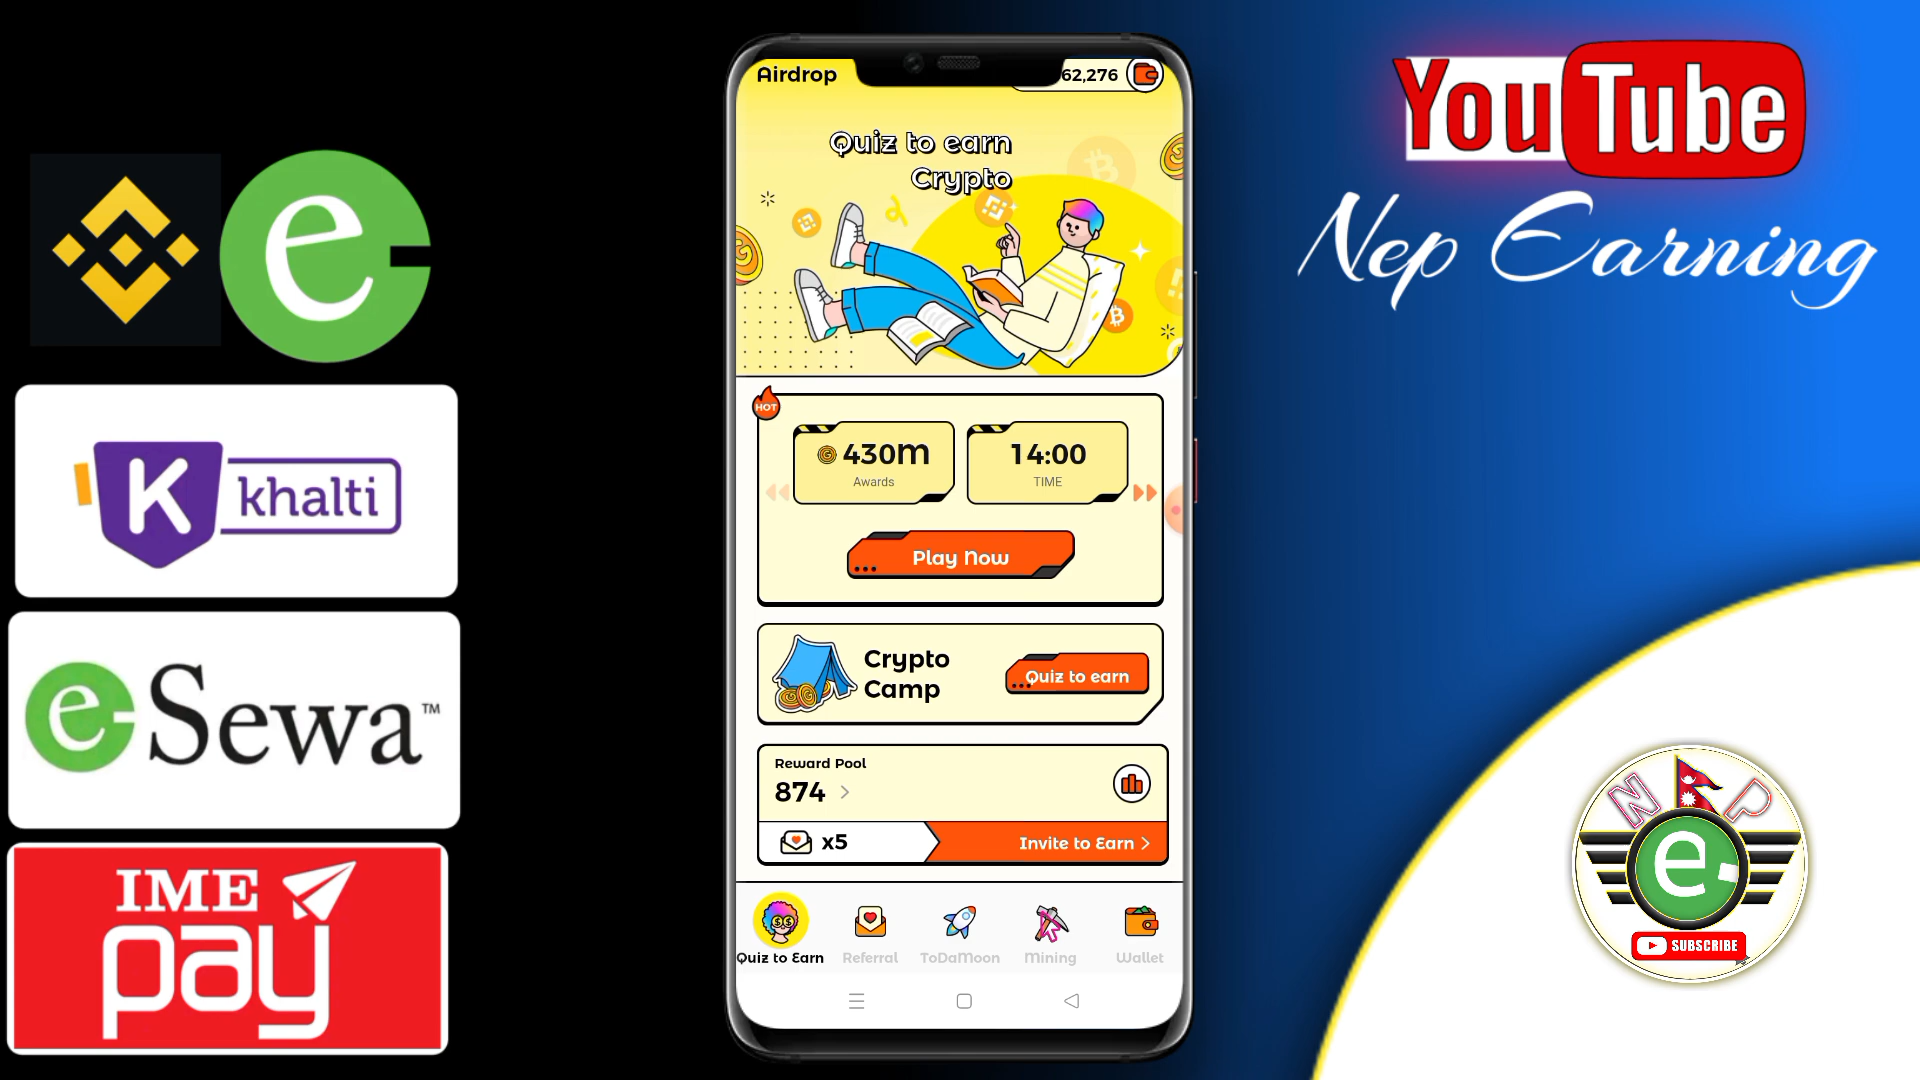 e
K khalti
e Sewa™
IME
pay
Airdrop
62,276
Quiz to earn
Crypto
HOT
430m
Awards
14:00
TIME
Play Now
Crypto
Camp
Quiz to earn
Reward Pool
874
x5
Invite to Earn
Quiz to Earn
Referral
ToDaMoon
Mining
Wallet
YouTube
Nep Earning
N P
e
SUBSCRIBE